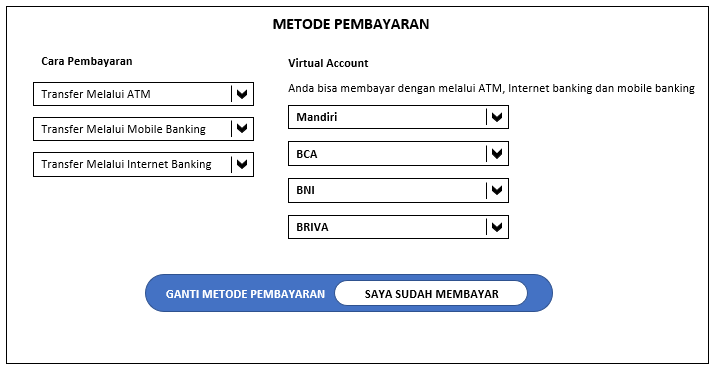 METODE PEMBAYARAN
Cara Pembayaran
Transfer Melalui ATM
Transfer Melalui Mobile Banking
Transfer Melalui Internet Banking
Virtual Account
Anda bisa membayar dengan melalui ATM, Internet banking dan mobile banking
Mandiri
BCA
BNI
BRIVA
GANTI METODE PEMBAYARAN
SAYA SUDAH MEMBAYAR